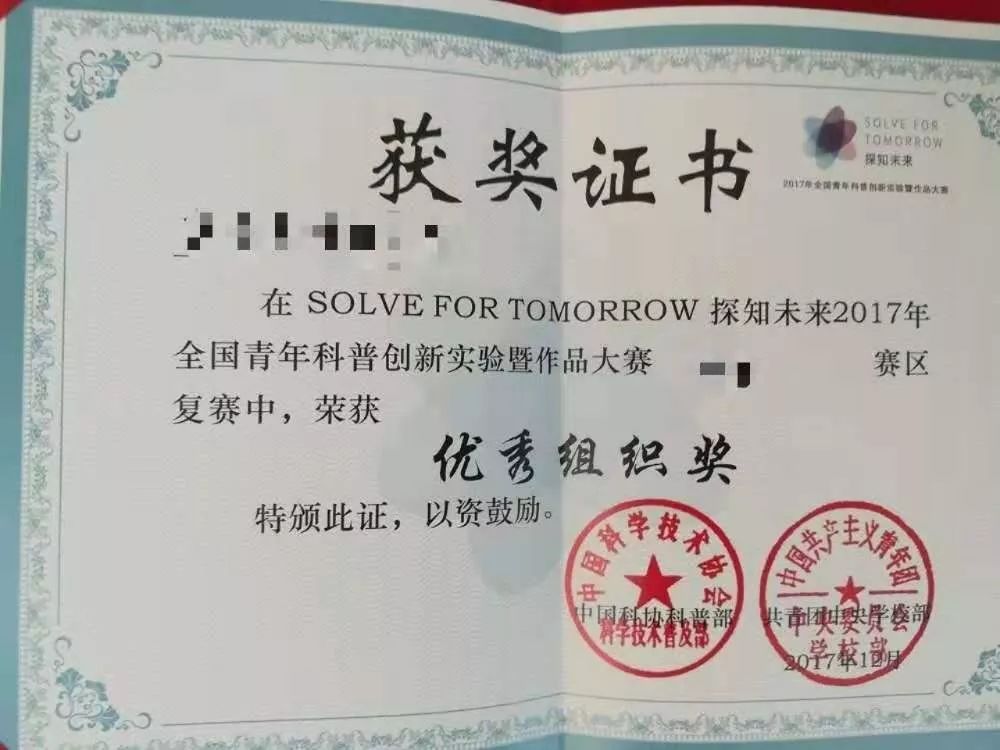 获奖证书
SOLVE FOR
TOMORROW
探知未来
2017年全国青年科普创新实验暨作品大赛
在 SOLVE FOR TOMORROW 探知未来2017年
全国青年科普创新实验暨作品大赛 赛区
复赛中，荣获
优秀组织奖
特颁此证，以资鼓励。
中国科学技术协会
科学技术普及部
中国科协科普部
中国共产主义青年团
中央委员会
学校部
共青团中央学校部
2017年12月